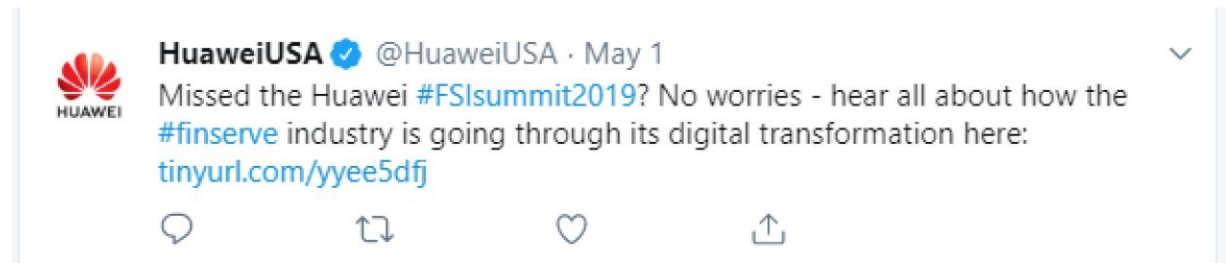 HuaweiUSA @HuaweiUSA · May 1
HUAWEI
Missed the Huawei #FSIsummit2019? No worries - hear all about how the
#finserve industry is going through its digital transformation here:
tinyurl.com/yyee5dfj